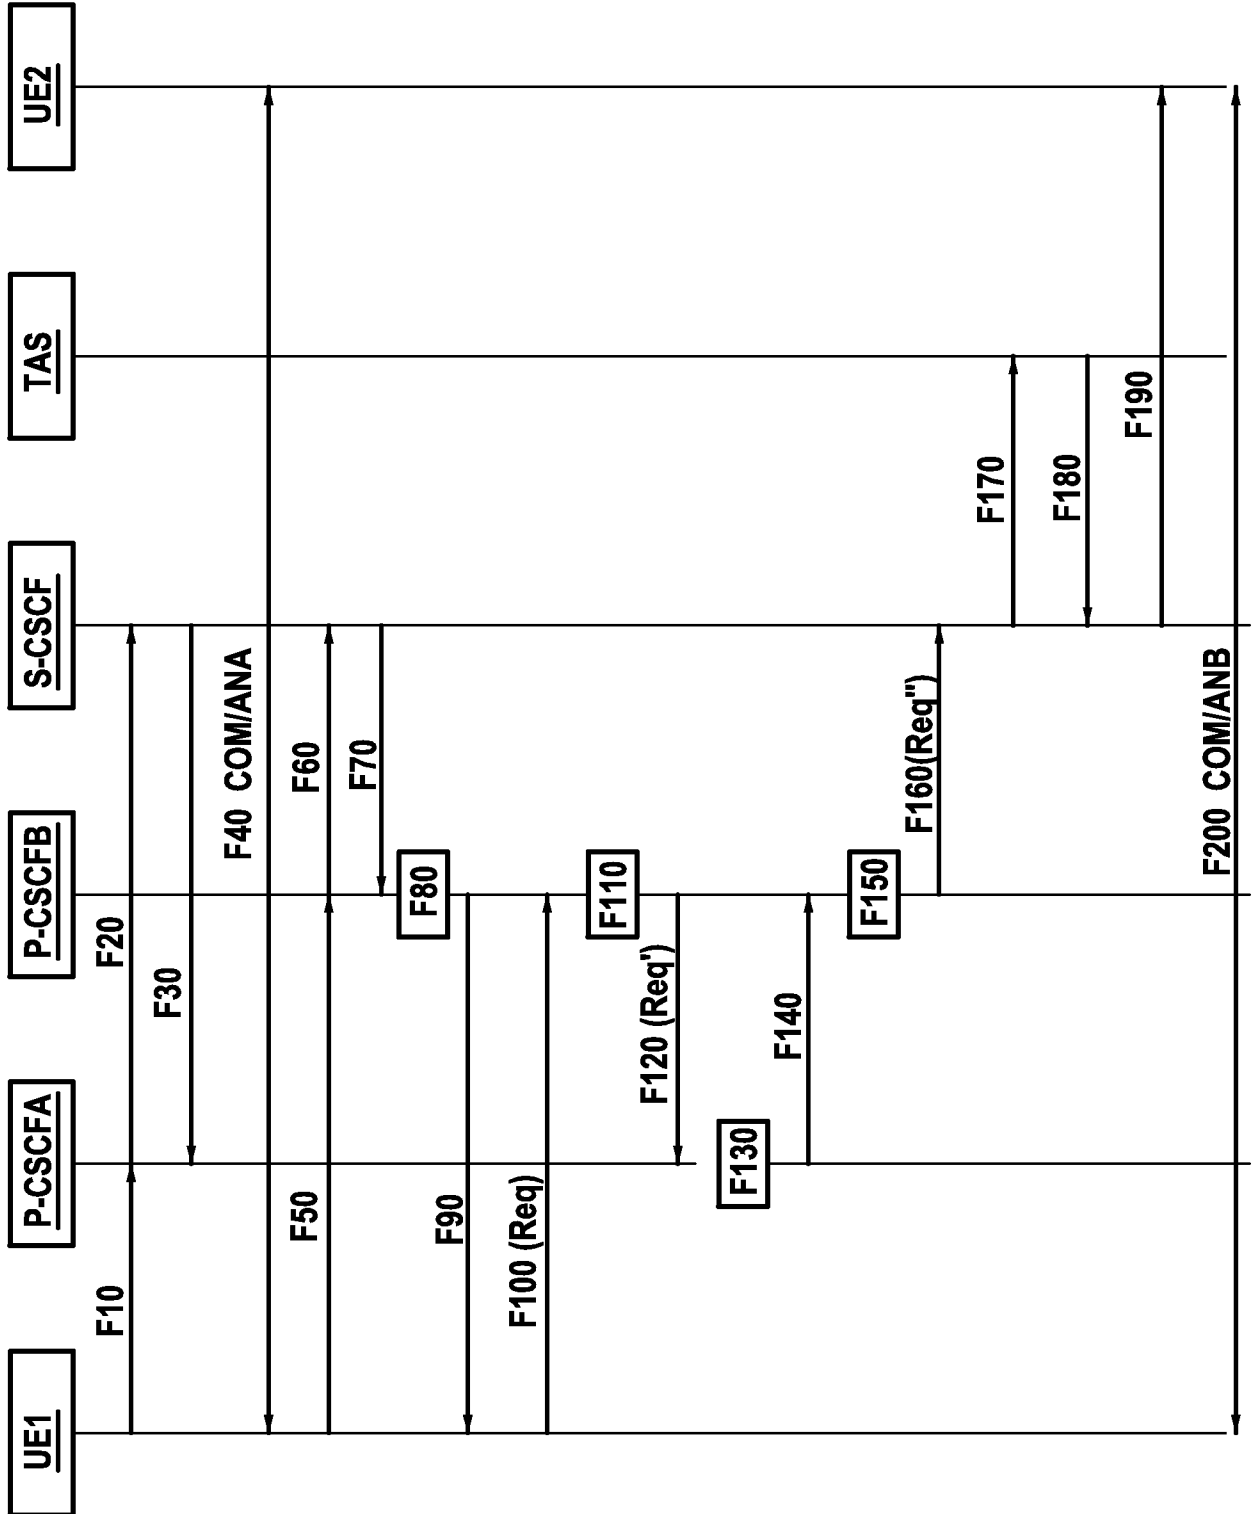 UE1
P-CSCFA
P-CSCFB
S-CSCF
TAS
UE2
F10
F20
F30
F40 COM/ANA
F50
F60
F70
F80
F90
F100 (Req)
F110
F120 (Req')
F130
F140
F150
F160(Req")
F170
F180
F190
F200 COM/ANB